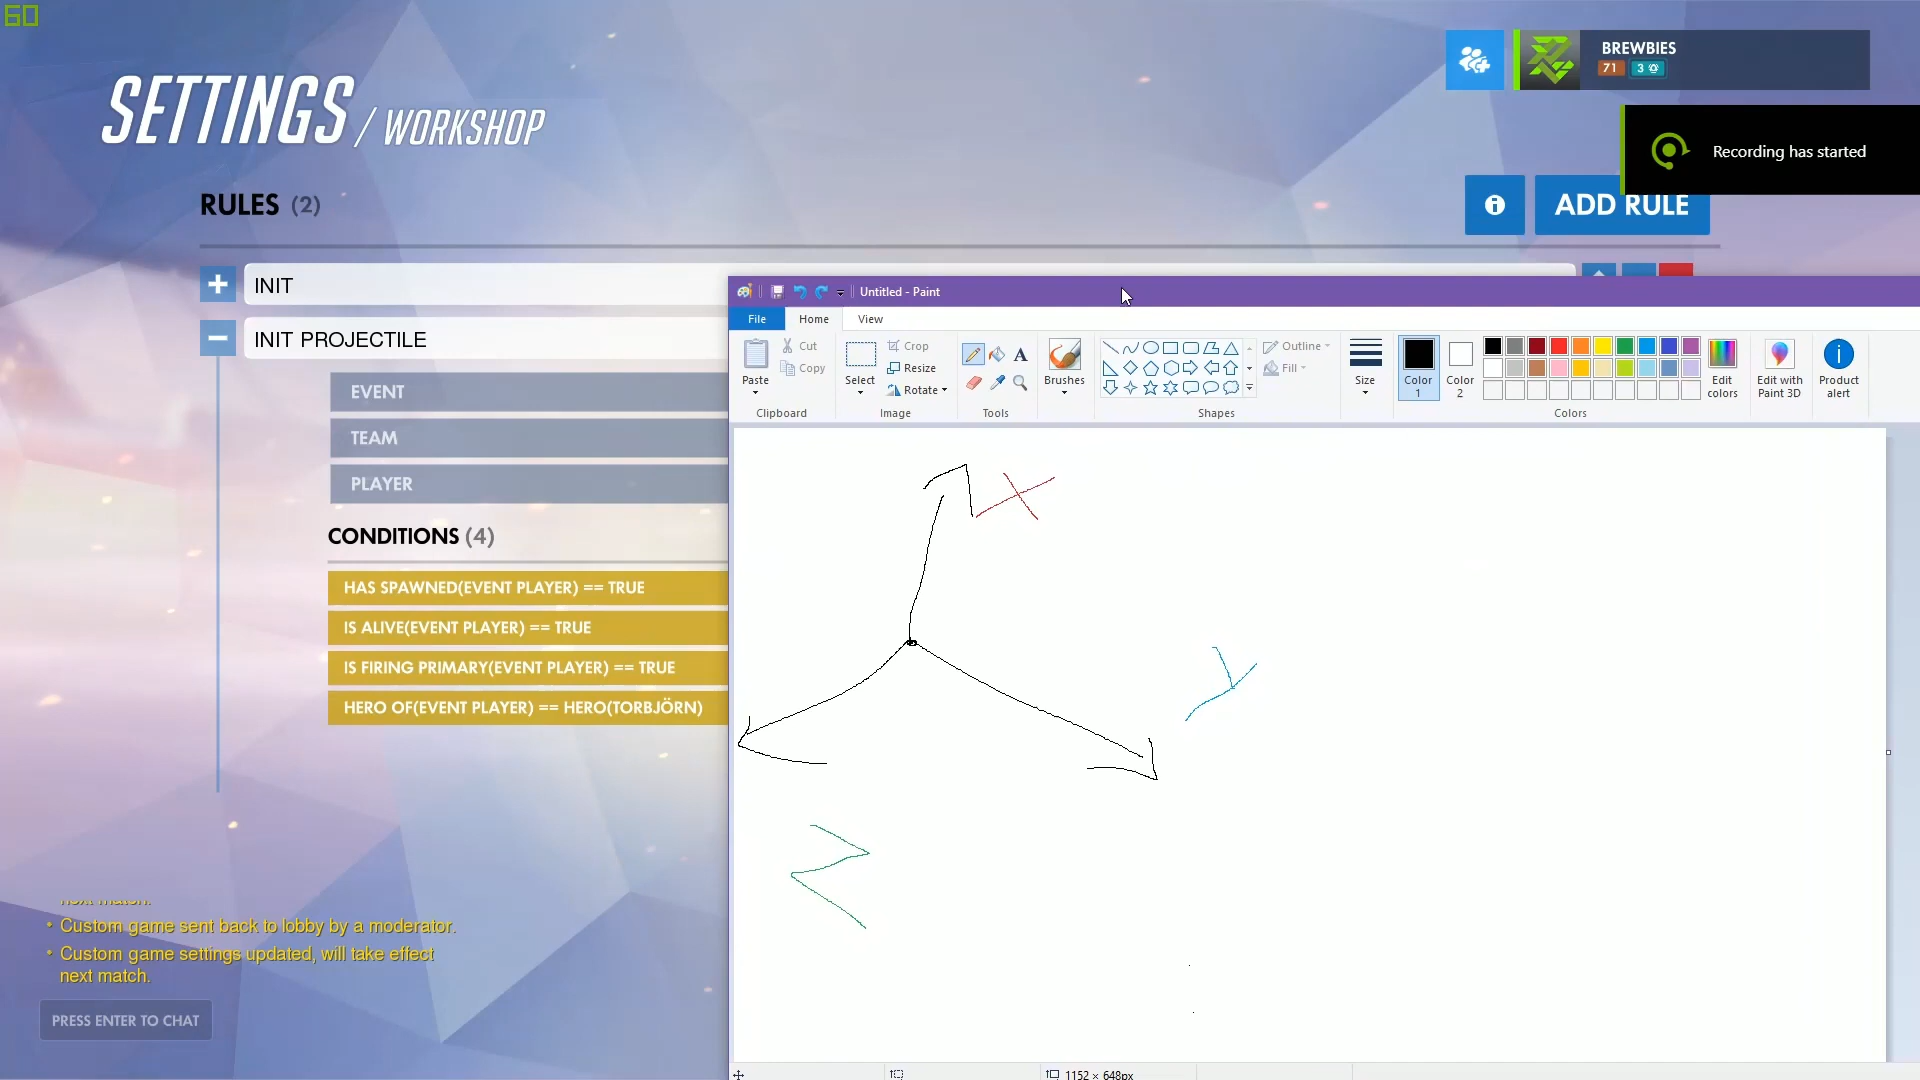 60
SETTINGS / WORKSHOP
BREWBIES
71 3
Recording has started
RULES (2)
ADD RULE
INIT
INIT PROJECTILE
EVENT
TEAM
PLAYER
CONDITIONS (4)
HAS SPAWNED(EVENT PLAYER) == TRUE
IS ALIVE(EVENT PLAYER) == TRUE
IS FIRING PRIMARY(EVENT PLAYER) == TRUE
HERO OF(EVENT PLAYER) == HERO(TORBJÖRN)
next match.
• Custom game sent back to lobby by a moderator.
• Custom game settings updated, will take effect
next match.
PRESS ENTER TO CHAT
Untitled - Paint
File Home View
Paste
Cut
Copy
Clipboard
Select
Crop
Resize
Rotate
Image
A
Tools
Brushes
Outline
Fill
Shapes
Size
Color
1
Color
2
Edit
colors
Colors
Edit with
Paint 3D
Product
alert
X
Y
Z
1152 × 648px